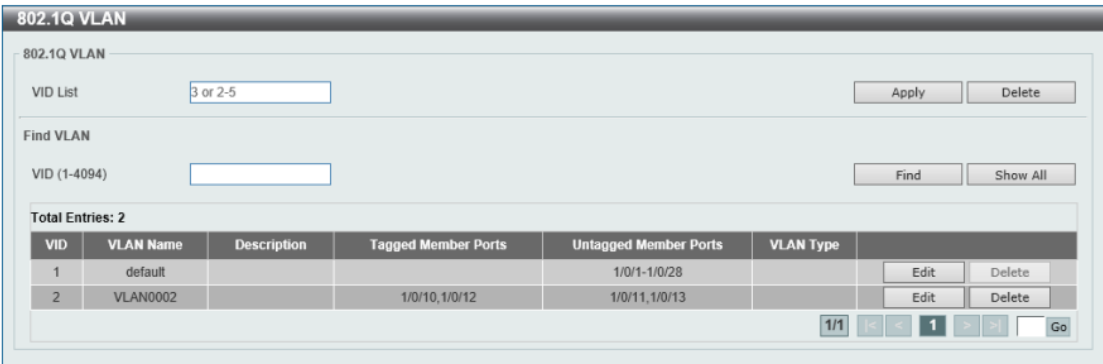 802.1Q VLAN
802.1Q VLAN
VID List 3 or 2-5 Apply Delete
Find VLAN
VID (1-4094) Find Show All
Total Entries: 2
VID VLAN Name Description Tagged Member Ports Untagged Member Ports VLAN Type
1 default 1/0/1-1/0/28 Edit Delete
2 VLAN0002 1/0/10,1/0/12 1/0/11,1/0/13 Edit Delete
1/1 |< < 1 > >| Go